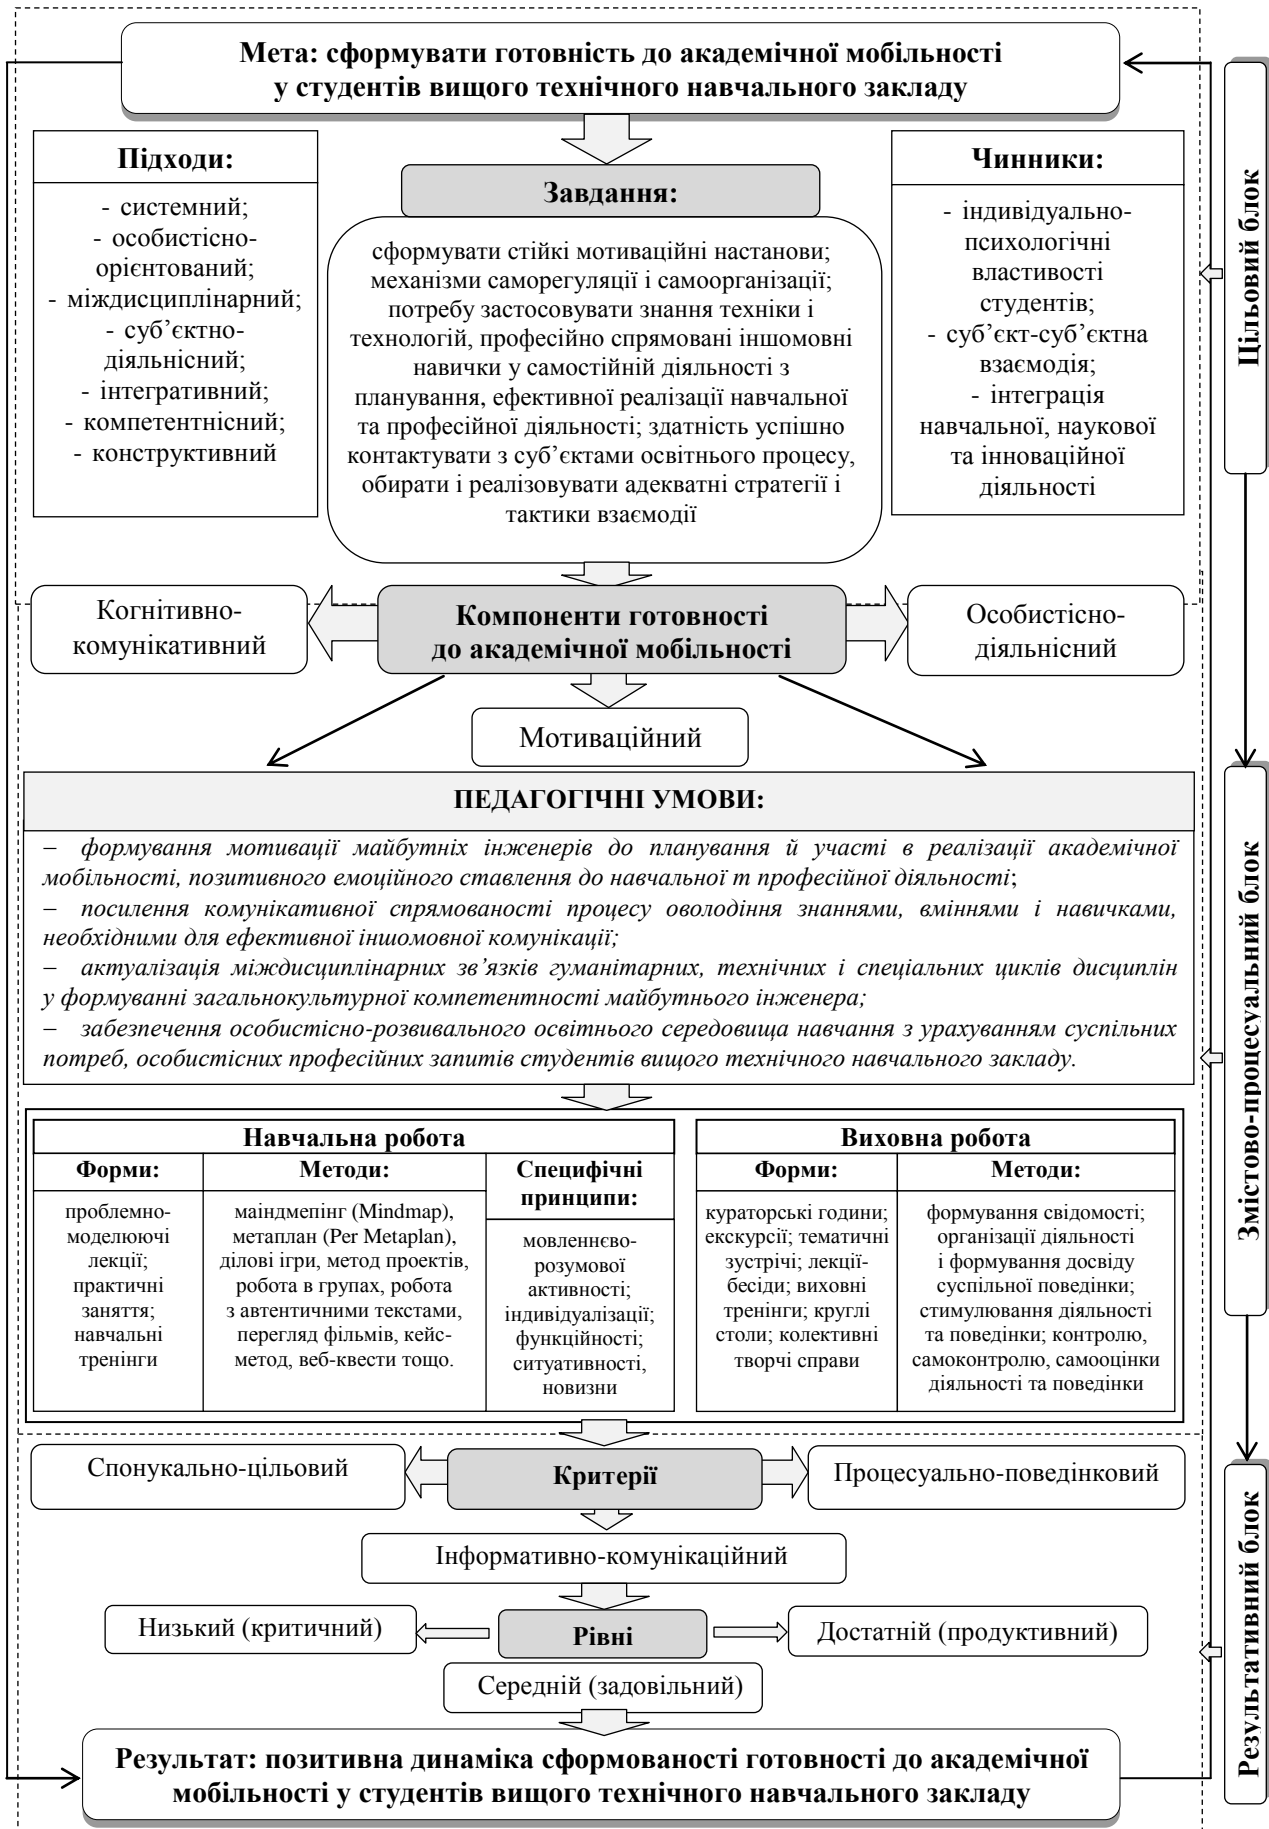 Мета: сформувати готовність до академічної мобільності
у студентів вищого технічного навчального закладу
Підходи:
- системний;
- особистісно-
орієнтований;
- міждисциплінарний;
- суб’єктно-
діяльнісний;
- інтегративний;
- компетентнісний;
- конструктивний
Завдання:
сформувати стійкі мотиваційні настанови;
механізми саморегуляції і самоорганізації;
потребу застосовувати знання техніки і
технологій, професійно спрямовані іншомовні
навички у самостійній діяльності з
планування, ефективної реалізації навчальної
та професійної діяльності; здатність успішно
контактувати з суб’єктами освітнього процесу,
обирати і реалізовувати адекватні стратегії і
тактики взаємодії
Чинники:
- індивідуально-
психологічні
властивості
студентів;
- суб’єкт-суб’єктна
взаємодія;
- інтеграція
навчальної, наукової
та інноваційної
діяльності
Цільовий блок
Когнітивно-
комунікативний
Компоненти готовності
до академічної мобільності
Особистісно-
діяльнісний
Мотиваційний
ПЕДАГОГІЧНІ УМОВИ:
– формування мотивації майбутніх інженерів до планування й участі в реалізації академічної
мобільності, позитивного емоційного ставлення до навчальної т професійної діяльності;
– посилення комунікативної спрямованості процесу оволодіння знаннями, вміннями і навичками,
необхідними для ефективної іншомовної комунікації;
– актуалізація міждисциплінарних зв’язків гуманітарних, технічних і спеціальних циклів дисциплін
у формуванні загальнокультурної компетентності майбутнього інженера;
– забезпечення особистісно-розвивального освітнього середовища навчання з урахуванням суспільних
потреб, особистісних професійних запитів студентів вищого технічного навчального закладу.
Змістово-процесуальний блок
Навчальна робота
Форми:
проблемно-
моделюючі
лекції;
практичні
заняття;
навчальні
тренінги
Методи:
маіндмепінг (Mindmap),
метаплан (Per Metaplan),
ділові ігри, метод проектів,
робота в групах, робота
з автентичними текстами,
перегляд фільмів, кейс-
метод, веб-квести тощо.
Специфічні
принципи:
мовленнєво-
розумової
активності;
індивідуалізації;
функційності;
ситуативності,
новизни
Виховна робота
Форми:
кураторські години;
екскурсії; тематичні
зустрічі; лекції-
бесіди; виховні
тренінги; круглі
столи; колективні
творчі справи
Методи:
формування свідомості;
організації діяльності
і формування досвіду
суспільної поведінки;
стимулювання діяльності
та поведінки; контролю,
самоконтролю, самооцінки
діяльності та поведінки
Спонукально-цільовий
Критерії
Процесуально-поведінковий
Інформативно-комунікаційний
Низький (критичний)
Рівні
Достатній (продуктивний)
Середній (задовільний)
Результативний блок
Результат: позитивна динаміка сформованості готовності до академічної
мобільності у студентів вищого технічного навчального закладу